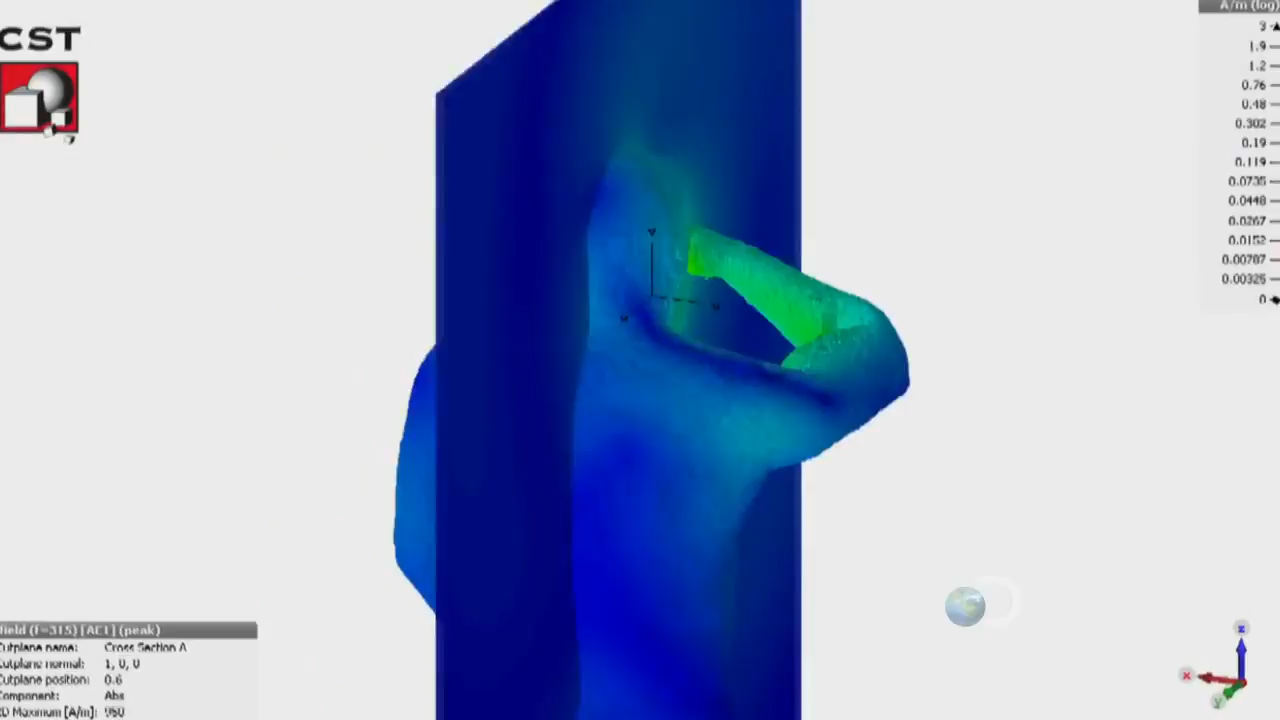 CST
A/m (log)
3
1.9
1.2
0.76
0.48
0.302
0.19
0.119
0.0735
0.0448
0.0267
0.0152
0.00787
0.00325
0
field (f=315) [AC1] (peak)
Cutplane name: Cross Section A
Cutplane normal: 1, 0, 0
Cutplane position: 0.6
Component: Abs
2D Maximum [A/m]: 960
z
x
y